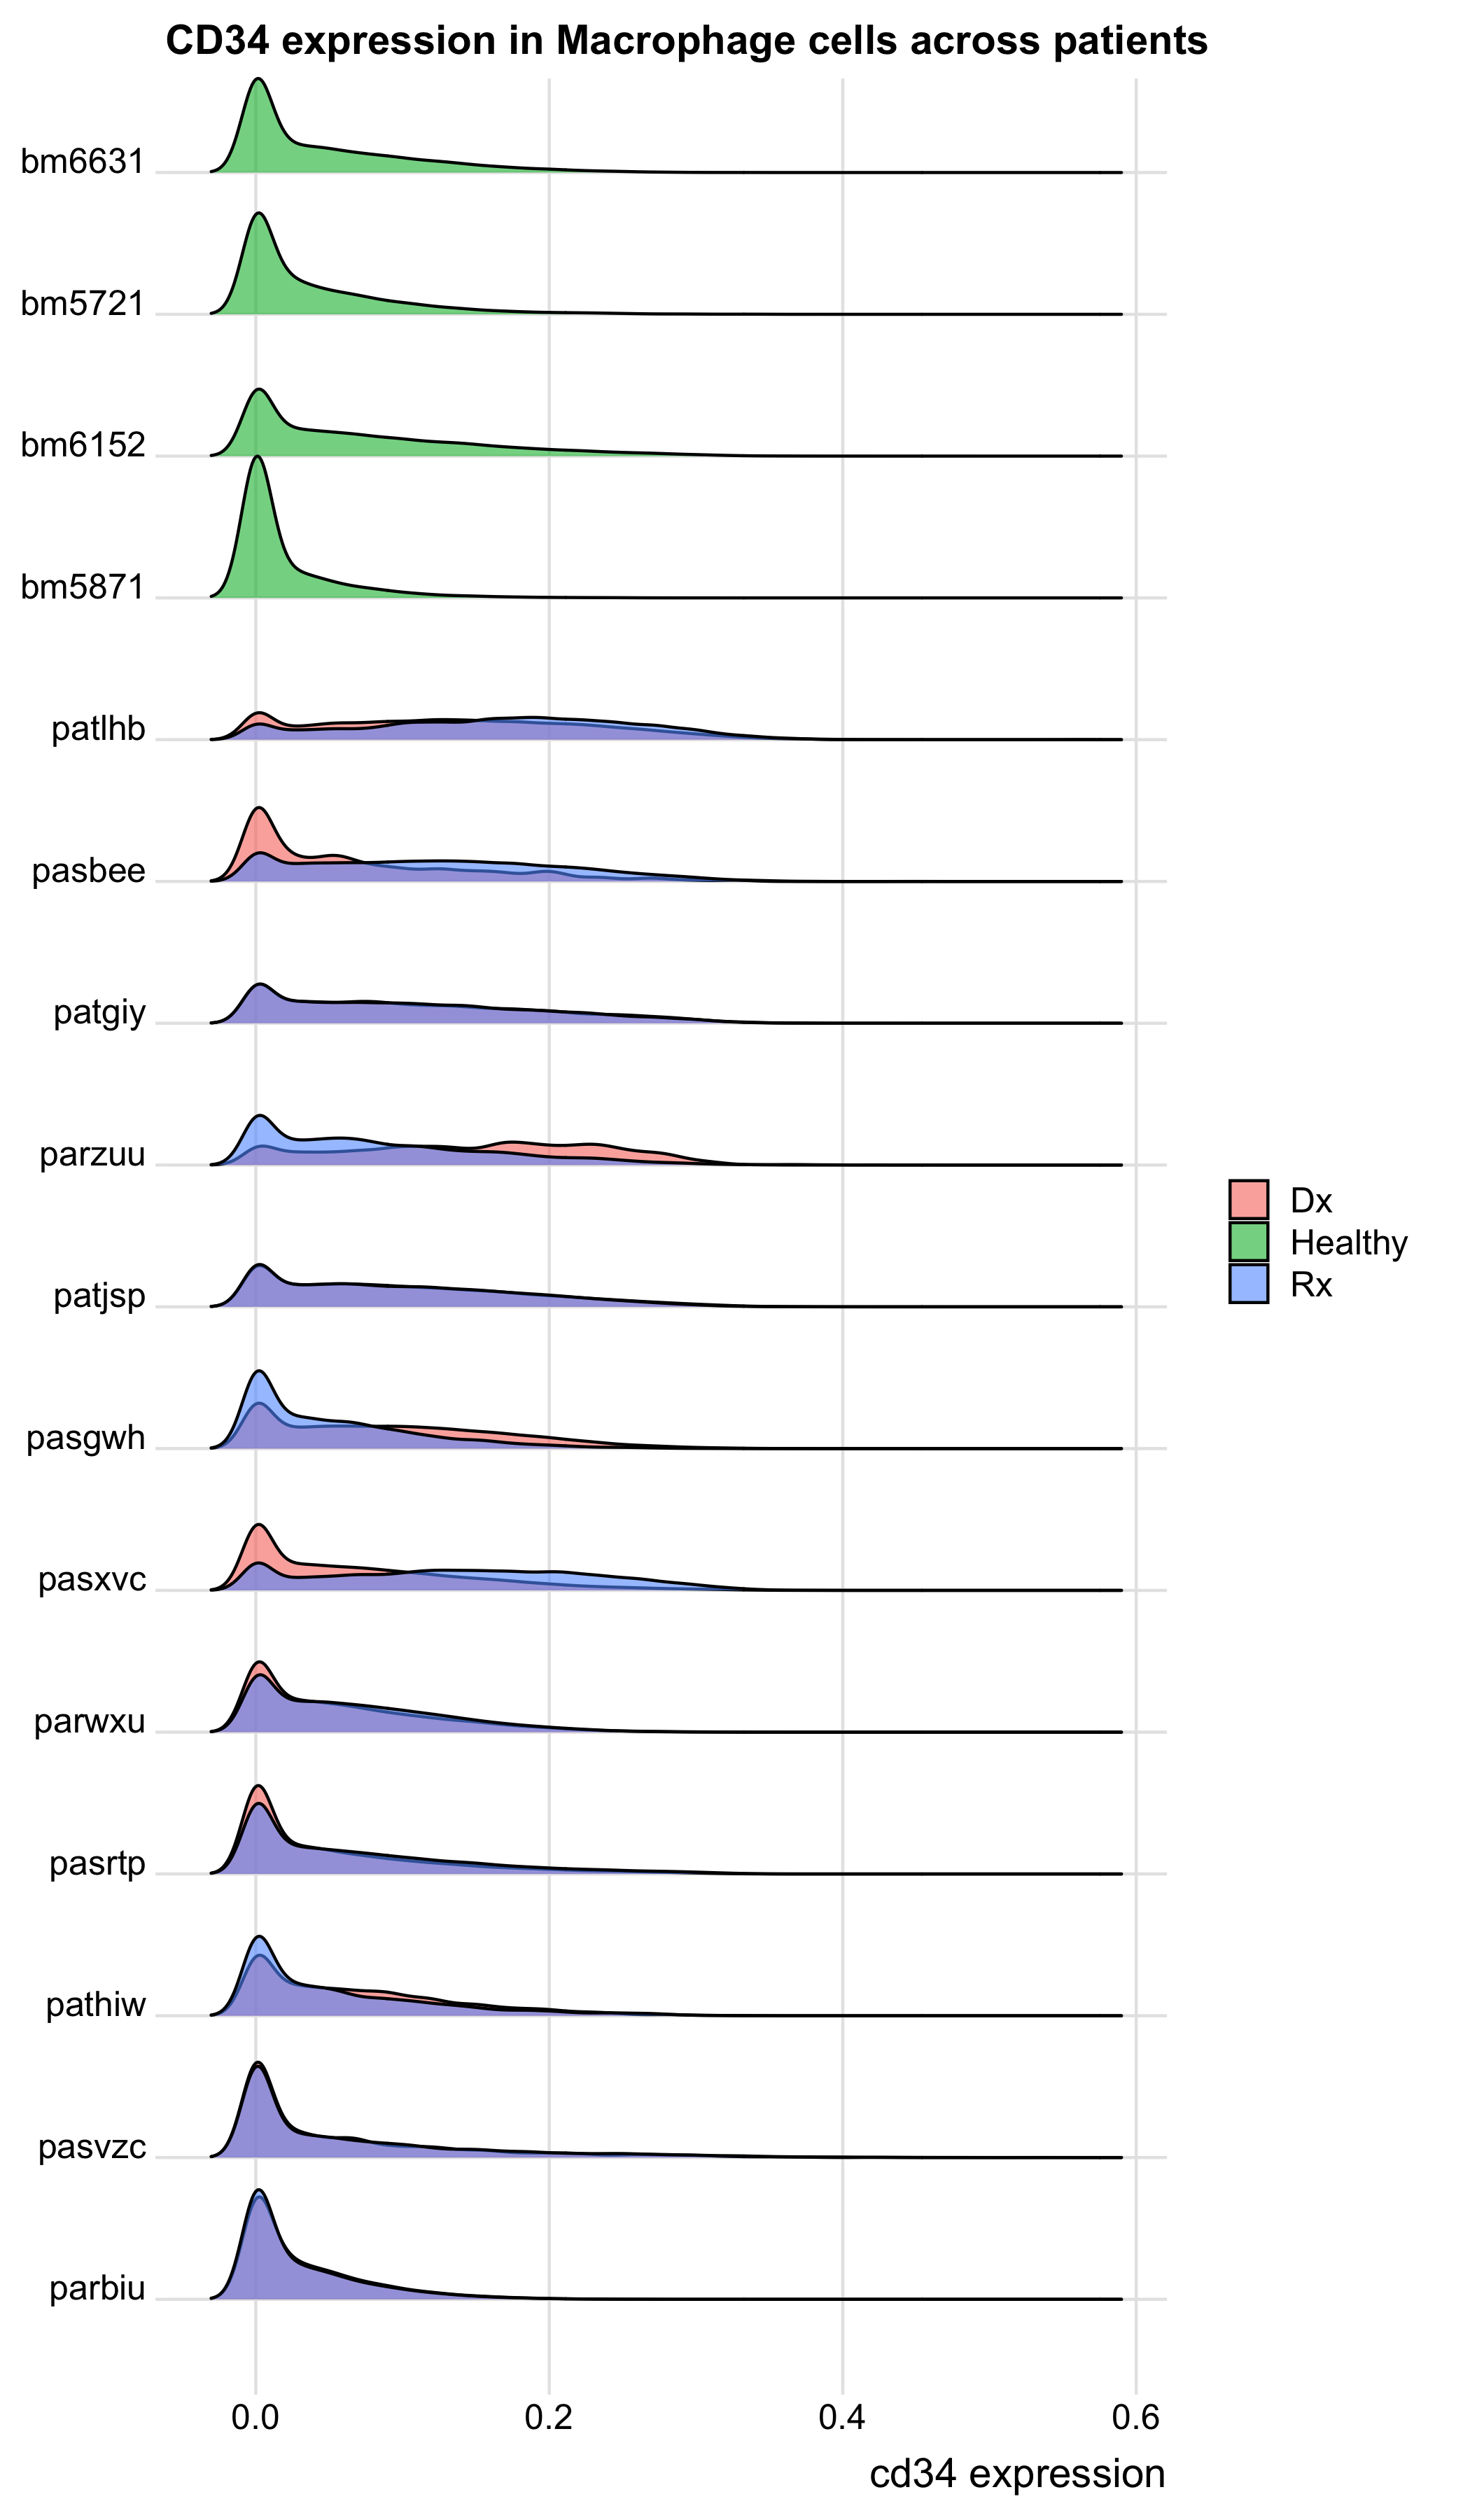 CD34 expression in Macrophage cells across patients
bm6631
bm5721
bm6152
bm5871
patlhb
pasbee
patgiy
parzuu
patjsp
pasgwh
pasxvc
parwxu
pasrtp
pathiw
pasvzc
parbiu
Dx
Healthy
Rx
0.0 0.2 0.4 0.6
cd34 expression